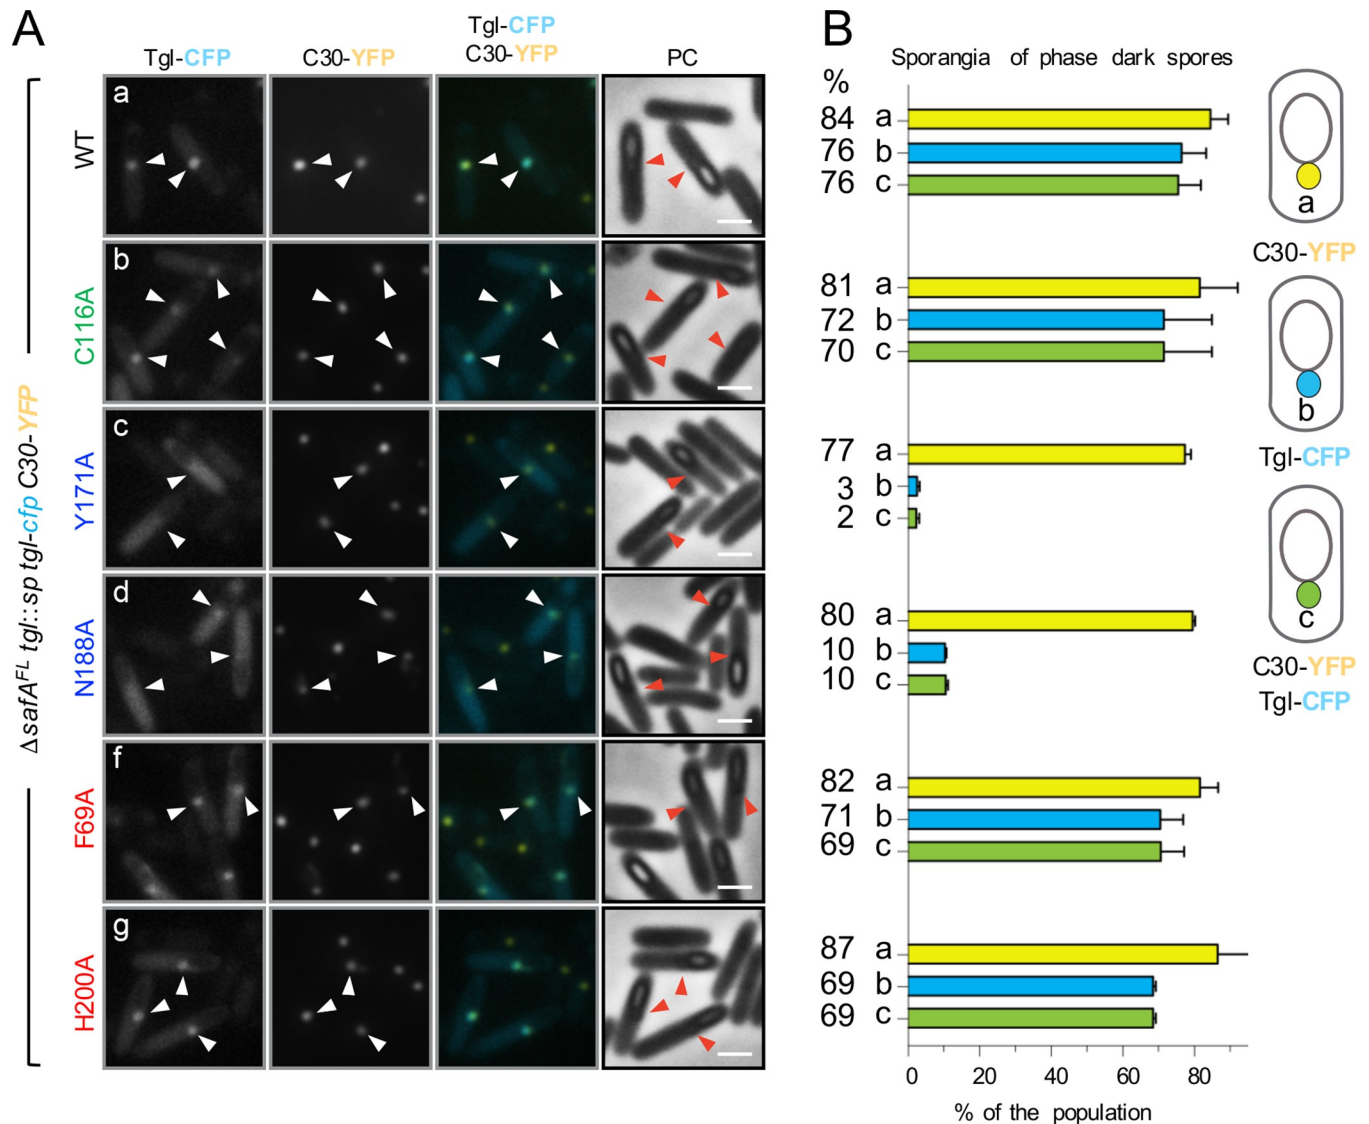 A
Tgl-CFP
C30-YFP
Tgl-CFP
C30-YFP
PC
ΔsafA^FL tgl::sp tgl-cfp C30-YFP
WT
a
C116A
b
Y171A
c
N188A
d
F69A
f
H200A
g
B
Sporangia of phase dark spores
%
84 a
76 b
76 c
81 a
72 b
70 c
77 a
3 b
2 c
80 a
10 b
10 c
82 a
71 b
69 c
87 a
69 b
69 c
0 20 40 60 80
% of the population
a
C30-YFP
b
Tgl-CFP
c
C30-YFP
Tgl-CFP